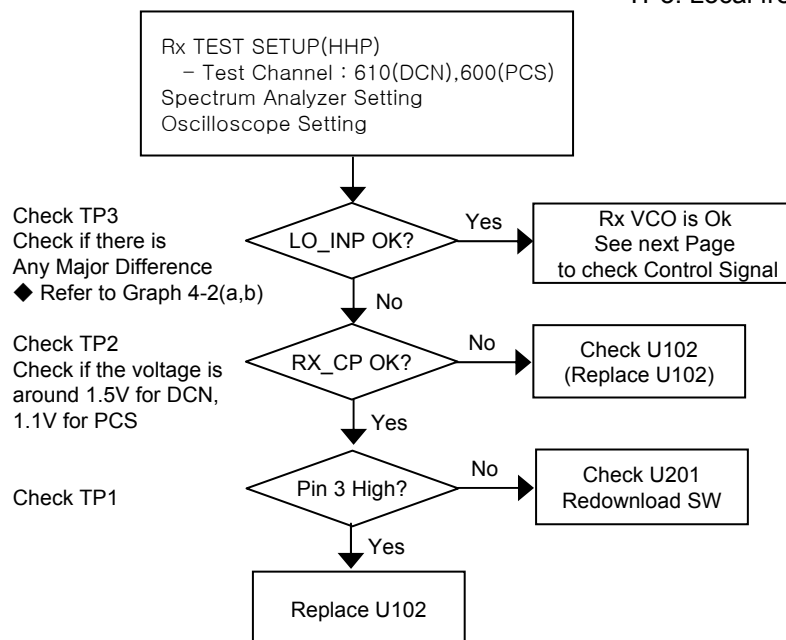 Rx TEST SETUP(HHP)
- Test Channel : 610(DCN),600(PCS)
Spectrum Analyzer Setting
Oscilloscope Setting
Check TP3
Check if there is
Any Major Difference
◆ Refer to Graph 4-2(a,b)
LO_INP OK?
Yes
Rx VCO is Ok
See next Page
to check Control Signal
No
Check TP2
Check if the voltage is
around 1.5V for DCN,
1.1V for PCS
RX_CP OK?
No
Check U102
(Replace U102)
Yes
Check TP1
Pin 3 High?
No
Check U201
Redownload SW
Yes
Replace U102